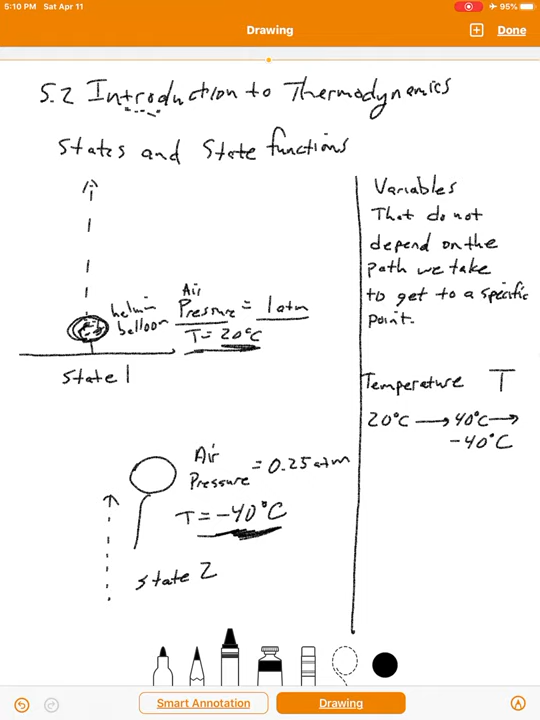 5:10 PM Sat Apr 11
95%
Drawing
Done
5.2 Introduction to Thermodynamics
States and State functions
Variables
That do not
depend on the
path we take
to get to a specific
point.
helium
balloon
Air
Pressure = 1 atm
T = 20°C
State 1
Temperature T
20°C → 40°C →
-40°C
Air
Pressure = 0.25 atm
T = -40°C
State 2
Smart Annotation
Drawing